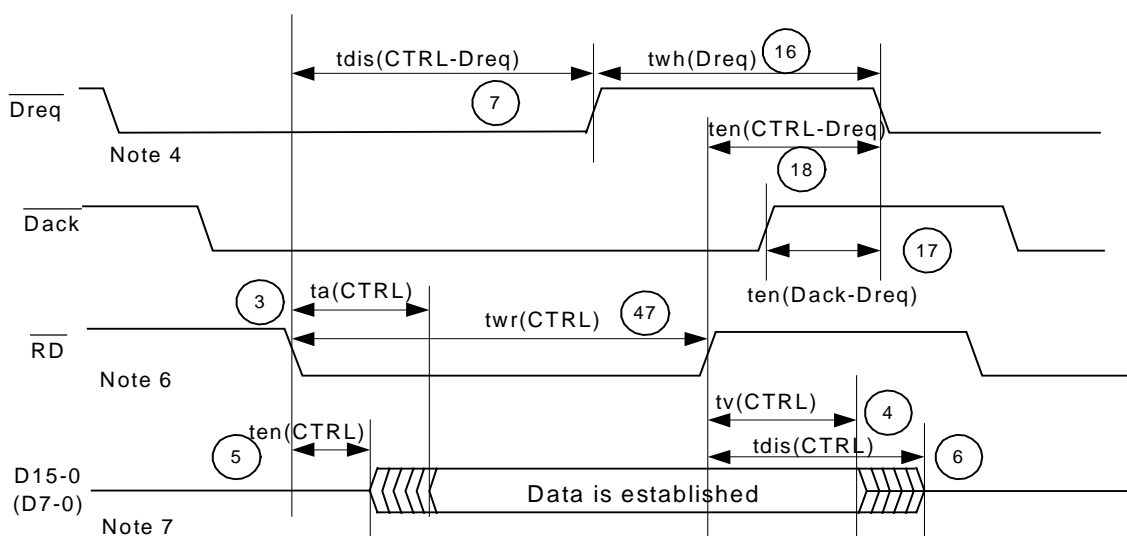 tdis(CTRL-Dreq)
twh(Dreq)
16
Dreq
7
Note 4
ten(CTRL-Dreq)
18
Dack
17
ten(Dack-Dreq)
3
ta(CTRL)
twr(CTRL)
47
RD
Note 6
tv(CTRL)
4
ten(CTRL)
tdis(CTRL)
5
6
D15-0
(D7-0)
Data is established
Note 7